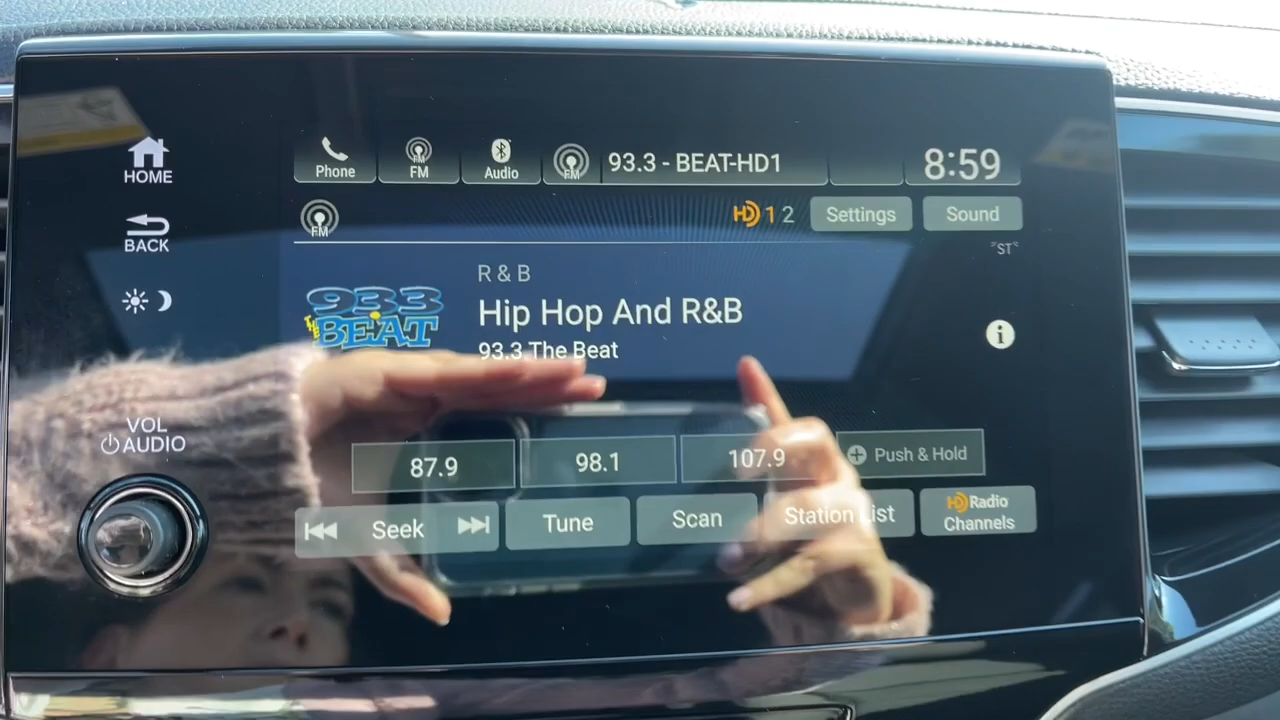 HOME
Phone
FM
Audio
FM
93.3 - BEAT-HD1
8:59
BACK
FM
HD 1 2
Settings
Sound
"ST"
R & B
Hip Hop And R&B
93.3 The Beat
93.3
THE BEAT
i
VOL
AUDIO
87.9
98.1
107.9
Push & Hold
Seek
Tune
Scan
Station List
HD Radio
Channels